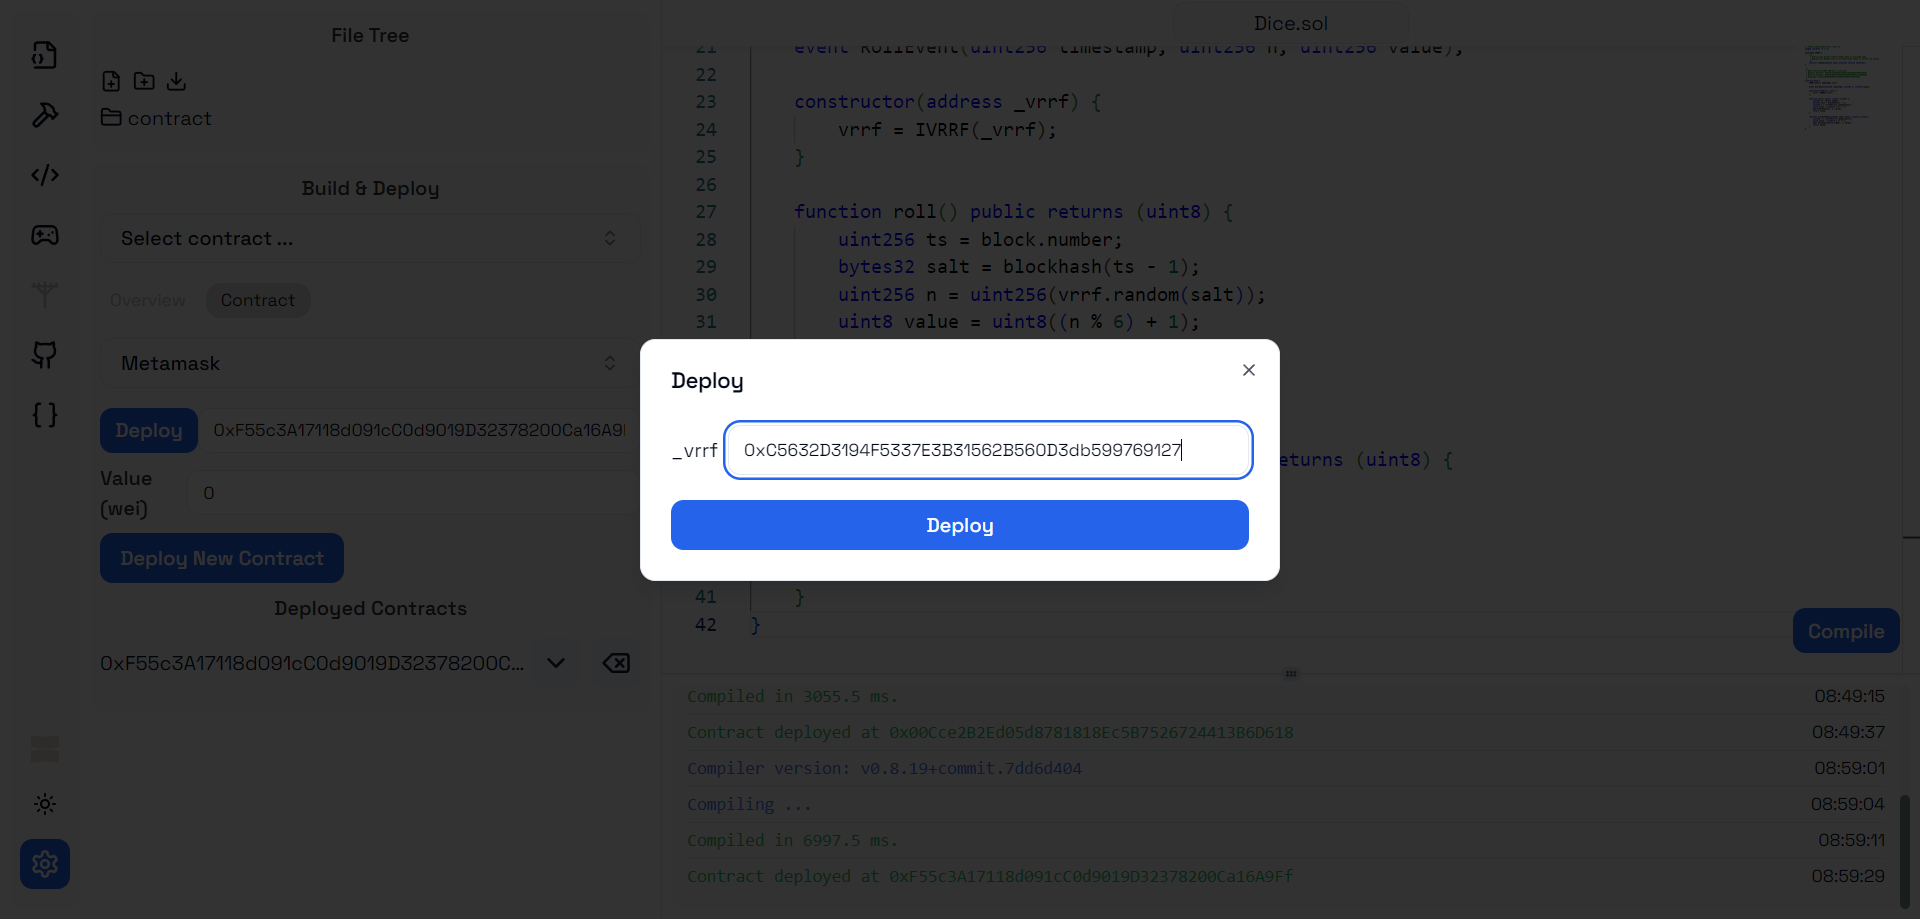 File Tree
contract
Build & Deploy
Select contract ...
Overview Contract
Metamask
Deploy 0xF55c3A17118d091cC0d9019D32378200Ca16A9
Value
(wei)
0
Deploy New Contract
Deployed Contracts
0xF55c3A17118d091cC0d9019D32378200C...
Dice.sol
21 event RollEvent(uint256 timestamp, uint256 n, uint256 value);
22
23 constructor(address _vrrf) {
24 vrrf = IVRRF(_vrrf);
25 }
26
27 function roll() public returns (uint8) {
28 uint256 ts = block.number;
29 bytes32 salt = blockhash(ts - 1);
30 uint256 n = uint256(vrrf.random(salt));
31 uint8 value = uint8((n % 6) + 1);
eturns (uint8) {
41 }
42 }
Compile
Deploy
_vrrf 0xC5632D3194F5337E3B31562B560D3db599769127
Deploy
Compiled in 3055.5 ms. 08:49:15
Contract deployed at 0x00Cce2B2Ed05d8781818Ec5B7526724413B6D618 08:49:37
Compiler version: v0.8.19+commit.7dd6d404 08:59:01
Compiling ... 08:59:04
Compiled in 6997.5 ms. 08:59:11
Contract deployed at 0xF55c3A17118d091cC0d9019D32378200Ca16A9Ff 08:59:29